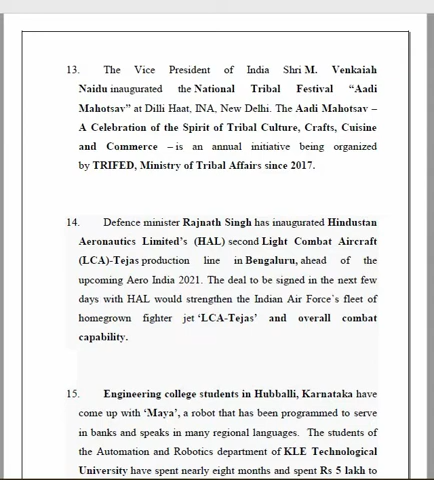 13. The Vice President of India Shri M. Venkaiah
Naidu inaugurated the National Tribal Festival “Aadi
Mahotsav” at Dilli Haat, INA, New Delhi. The Aadi Mahotsav –
A Celebration of the Spirit of Tribal Culture, Crafts, Cuisine
and Commerce – is an annual initiative being organized
by TRIFED, Ministry of Tribal Affairs since 2017.
14. Defence minister Rajnath Singh has inaugurated Hindustan
Aeronautics Limited’s (HAL) second Light Combat Aircraft
(LCA)-Tejas production line in Bengaluru, ahead of the
upcoming Aero India 2021. The deal to be signed in the next few
days with HAL would strengthen the Indian Air Force’s fleet of
homegrown fighter jet ‘LCA-Tejas’ and overall combat
capability.
15. Engineering college students in Hubballi, Karnataka have
come up with ‘Maya’, a robot that has been programmed to serve
in banks and speaks in many regional languages. The students of
the Automation and Robotics department of KLE Technological
University have spent nearly eight months and spent Rs 5 lakh to